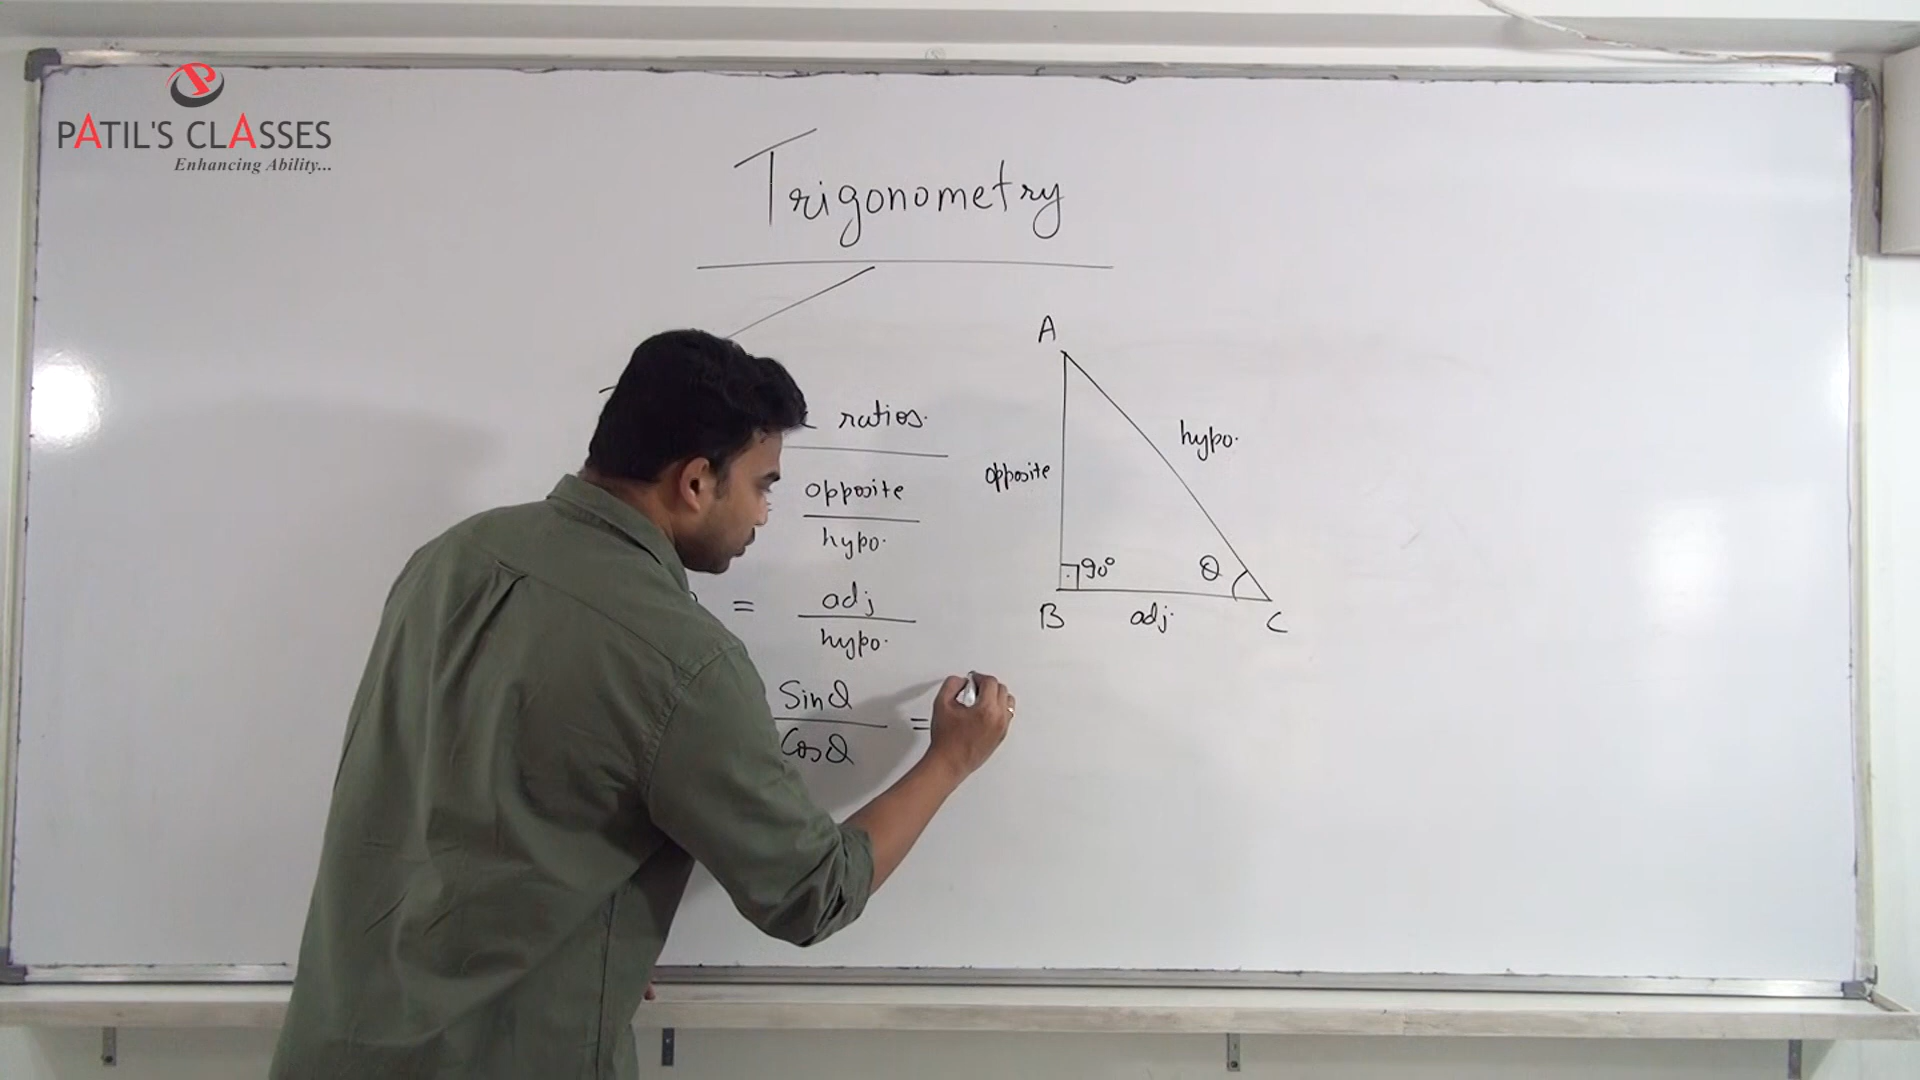 PATIL'S CLASSES
Enhancing Ability...
Trigonometry
ratios.
opposite
hypo.
= adj
hypo.
Sinθ
Cosθ
=
A
hypo.
opposite
90°
θ
B
adj.
C